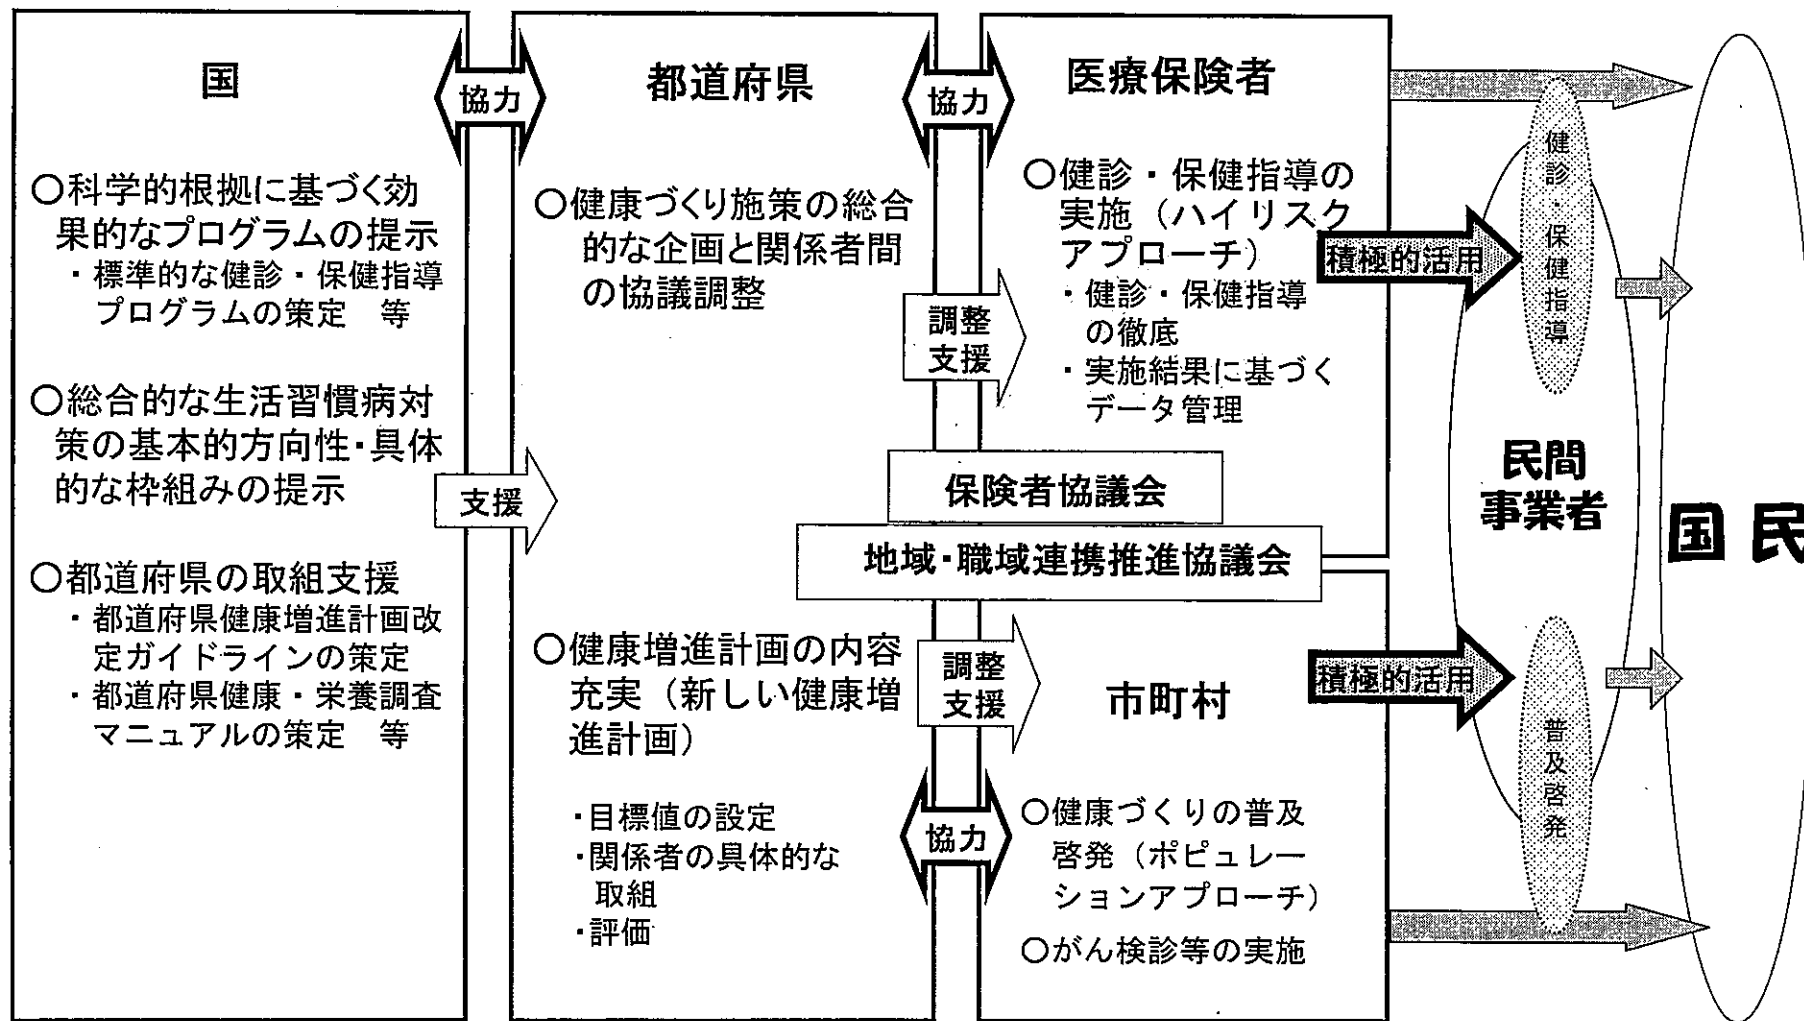 国
○科学的根拠に基づく効
果的なプログラムの提示
・標準的な健診・保健指導
プログラムの策定　等
○総合的な生活習慣病対
策の基本的方向性・具体
的な枠組みの提示
○都道府県の取組支援
・都道府県健康増進計画改
定ガイドラインの策定
・都道府県健康・栄養調査
マニュアルの策定　等
協力
支援
都道府県
○健康づくり施策の総合
的な企画と関係者間
の協議調整
○健康増進計画の内容
充実（新しい健康増
進計画）
・目標値の設定
・関係者の具体的な
取組
・評価
協力
調整
支援
保険者協議会
地域・職域連携推進協議会
調整
支援
協力
医療保険者
○健診・保健指導の
実施（ハイリスク
アプローチ）
・健診・保健指導
の徹底
・実施結果に基づく
データ管理
市町村
○健康づくりの普及
啓発（ポピュレー
ションアプローチ）
○がん検診等の実施
積極的活用
積極的活用
健診・保健指導
民間
事業者
普及啓発
国民